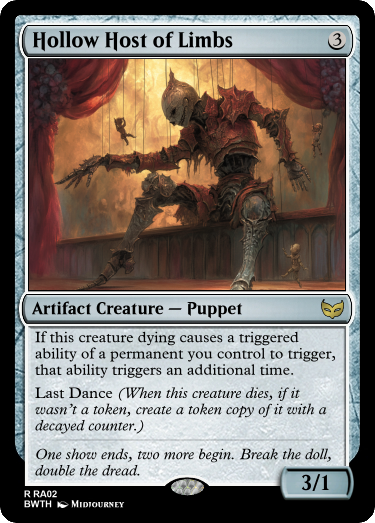 Hollow Host of Limbs 3
Artifact Creature — Puppet
If this creature dying causes a triggered
ability of a permanent you control to trigger,
that ability triggers an additional time.
Last Dance (When this creature dies, if it
wasn't a token, create a token copy of it with a
decayed counter.)
One show ends, two more begin. Break the doll,
double the dread.
3/1
R RA02
BWTH Midjourney